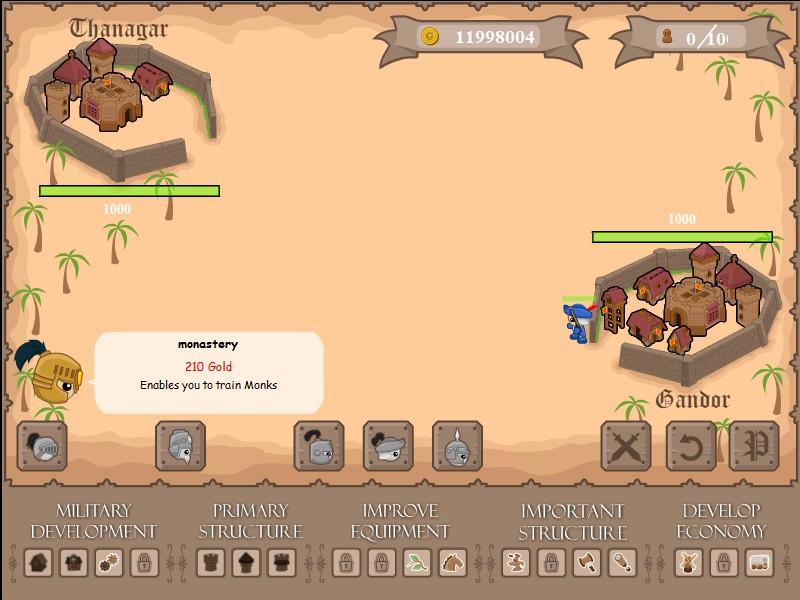 Thanagar
G 11998004
0/10
1000
1000
monastery
210 Gold
Enables you to train Monks
Gandor
P
MILITARY DEVELOPMENT
PRIMARY STRUCTURE
IMPROVE EQUIPMENT
IMPORTANT STRUCTURE
DEVELOP ECONOMY